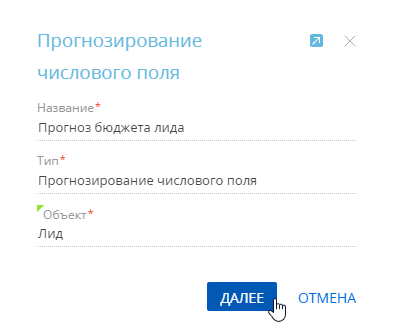 Прогнозирование
числового поля
Название*
Прогноз бюджета лида
Тип*
Прогнозирование числового поля
Объект*
Лид
ДАЛЕЕ ОТМЕНА